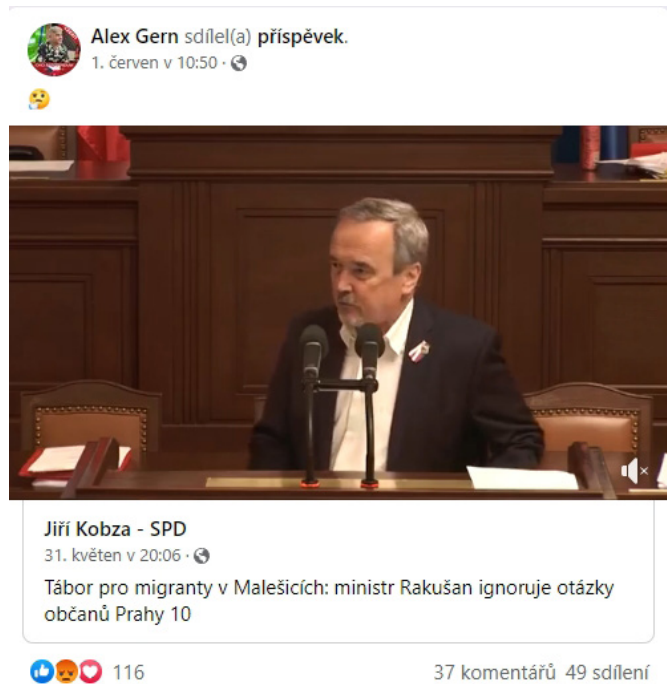 Alex Gern sdílel(a) příspěvek.
1. červen v 10:50 ·
Jiří Kobza - SPD
31. květen v 20:06 ·
Tábor pro migranty v Malešicích: ministr Rakušan ignoruje otázky
občanů Prahy 10
116
37 komentářů 49 sdílení